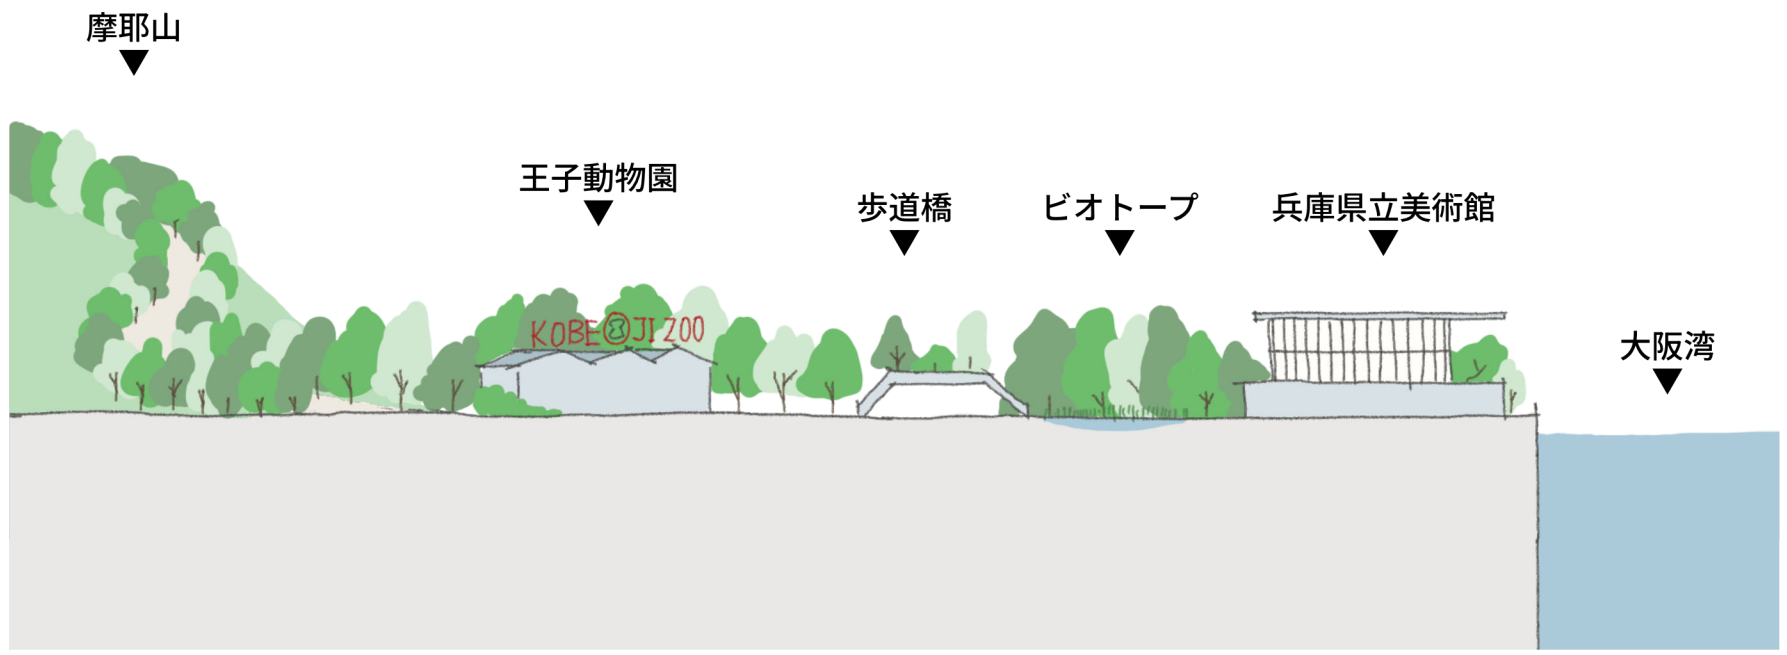 摩耶山
王子動物園
歩道橋
ビオトープ
兵庫県立美術館
大阪湾
KOBE OJI ZOO